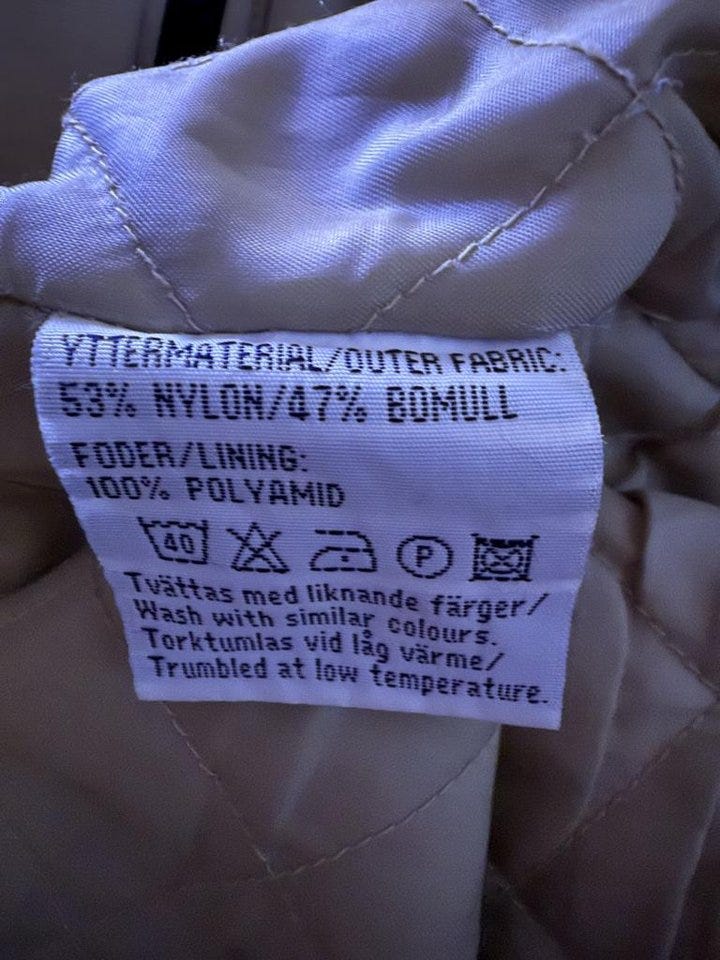 YTTERMATERIAL/OUTER FABRIC:
53% NYLON/47% BOMULL
FODER/LINING:
100% POLYAMID
40 P
Tvättas med liknande färger/
Wash with similar colours.
Torktumlas vid låg värme/
Trumbled at low temperature.